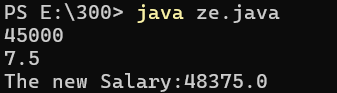 PS E:\300> java ze.java
45000
7.5
The new Salary:48375.0